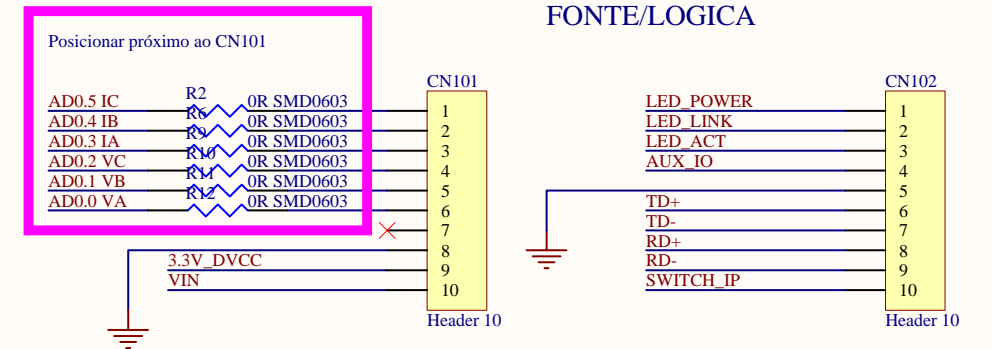 FONTE/LOGICA
Posicionar próximo ao CN101
CN101
AD0.5 IC R2 0R SMD0603 1
AD0.4 IB R6 0R SMD0603 2
AD0.3 IA R9 0R SMD0603 3
AD0.2 VC R10 0R SMD0603 4
AD0.1 VB R11 0R SMD0603 5
AD0.0 VA R12 0R SMD0603 6
7
8
3.3V_DVCC 9
VIN 10
Header 10
CN102
LED_POWER 1
LED_LINK 2
LED_ACT 3
AUX_IO 4
5
TD+ 6
TD- 7
RD+ 8
RD- 9
SWITCH_IP 10
Header 10